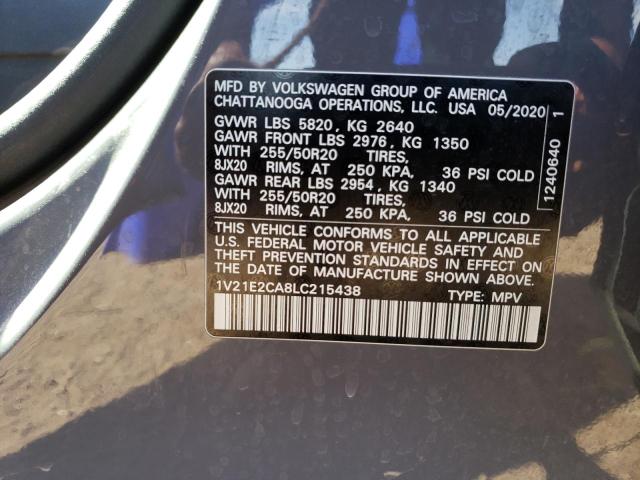 MFD BY VOLKSWAGEN GROUP OF AMERICA
CHATTANOOGA OPERATIONS, LLC. USA 05/2020
GVWR LBS 5820, KG 2640
GAWR FRONT LBS 2976, KG 1350
WITH 255/50R20 TIRES,
8JX20 RIMS, AT 250 KPA, 36 PSI COLD
GAWR REAR LBS 2954, KG 1340
WITH 255/50R20 TIRES,
8JX20 RIMS, AT 250 KPA, 36 PSI COLD
THIS VEHICLE CONFORMS TO ALL APPLICABLE
U.S. FEDERAL MOTOR VEHICLE SAFETY AND
THEFT PREVENTION STANDARDS IN EFFECT ON
THE DATE OF MANUFACTURE SHOWN ABOVE.
1V21E2CA8LC215438 TYPE: MPV
1240640 1